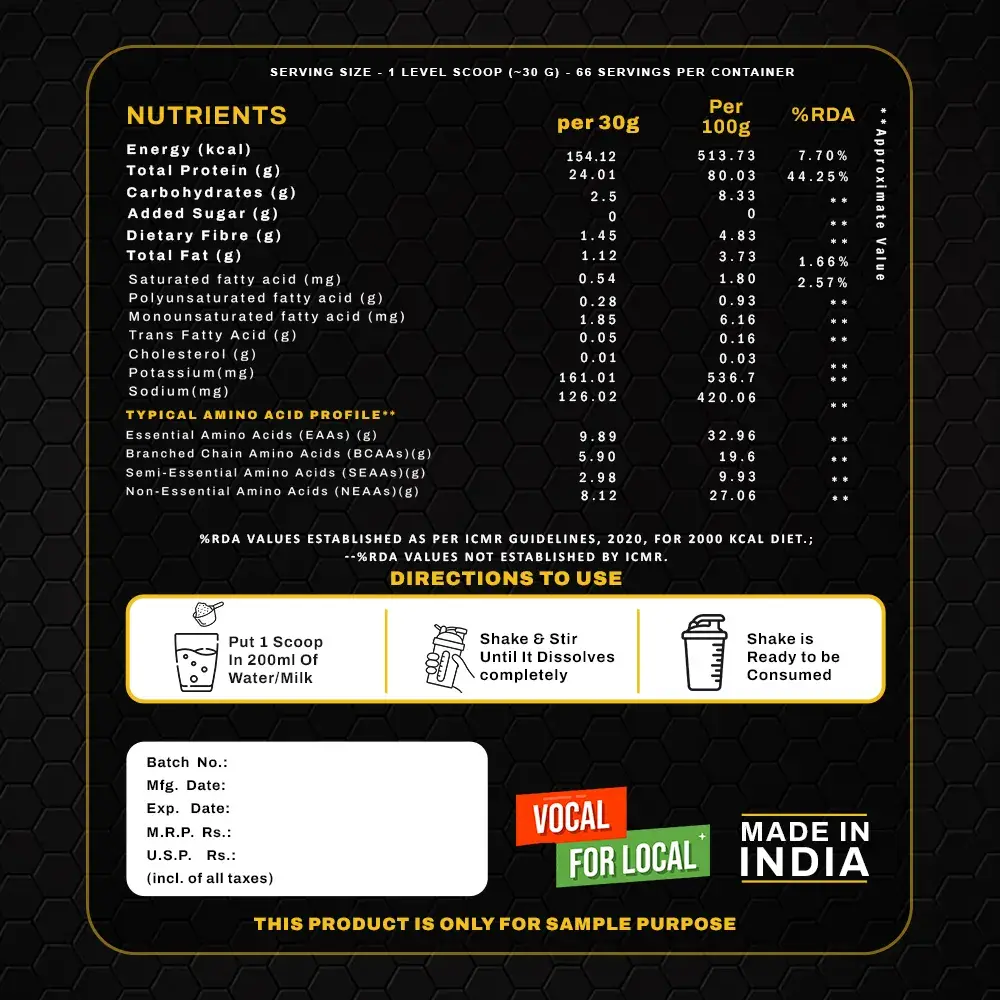 SERVING SIZE - 1 LEVEL SCOOP (~30 G) - 66 SERVINGS PER CONTAINER
NUTRIENTS per 30g Per 100g %RDA
Energy (kcal) 154.12 513.73 7.70%
Total Protein (g) 24.01 80.03 44.25%
Carbohydrates (g) 2.5 8.33 **
Added Sugar (g) 0 0 **
Dietary Fibre (g) 1.45 4.83 **
Total Fat (g) 1.12 3.73 1.66%
Saturated fatty acid (mg) 0.54 1.80 2.57%
Polyunsaturated fatty acid (g) 0.28 0.93 **
Monounsaturated fatty acid (mg) 1.85 6.16 **
Trans Fatty Acid (g) 0.05 0.16
Cholesterol (g) 0.01 0.03 **
Potassium(mg) 161.01 536.7 **
Sodium(mg) 126.02 420.06 **
**Approximate Value
TYPICAL AMINO ACID PROFILE**
Essential Amino Acids (EAAs) (g) 9.89 32.96 **
Branched Chain Amino Acids (BCAAs)(g) 5.90 19.6 **
Semi-Essential Amino Acids (SEAAs)(g) 2.98 9.93 **
Non-Essential Amino Acids (NEAAs)(g) 8.12 27.06 **
%RDA VALUES ESTABLISHED AS PER ICMR GUIDELINES, 2020, FOR 2000 KCAL DIET.;
--%RDA VALUES NOT ESTABLISHED BY ICMR.
DIRECTIONS TO USE
Put 1 Scoop
In 200ml Of
Water/Milk
Shake & Stir
Until It Dissolves
completely
Shake is
Ready to be
Consumed
Batch No.:
Mfg. Date:
Exp. Date:
M.R.P. Rs.:
U.S.P. Rs.:
(incl. of all taxes)
VOCAL
FOR LOCAL
MADE IN
INDIA
THIS PRODUCT IS ONLY FOR SAMPLE PURPOSE